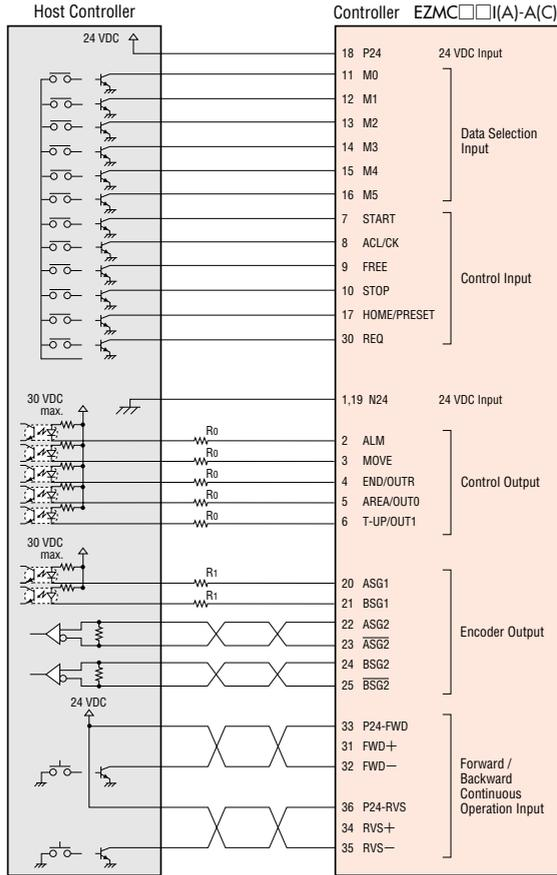 Host Controller
Controller EZMC□□I(A)-A(C)
24 VDC
18 P24 24 VDC Input
11 M0
12 M1
13 M2
14 M3
15 M4
16 M5
Data Selection
Input
7 START
8 ACL/CK
9 FREE
10 STOP
17 HOME/PRESET
30 REQ
Control Input
1,19 N24 24 VDC Input
30 VDC
max.
R0
2 ALM
R0
3 MOVE
R0
4 END/OUTR
R0
5 AREA/OUT0
R0
6 T-UP/OUT1
Control Output
30 VDC
max.
R1
20 ASG1
R1
21 BSG1
22 ASG2
23 A̅S̅G̅2̅
24 BSG2
25 B̅S̅G̅2̅
Encoder Output
24 VDC
33 P24-FWD
31 FWD+
32 FWD−
36 P24-RVS
34 RVS+
35 RVS−
Forward /
Backward
Continuous
Operation Input